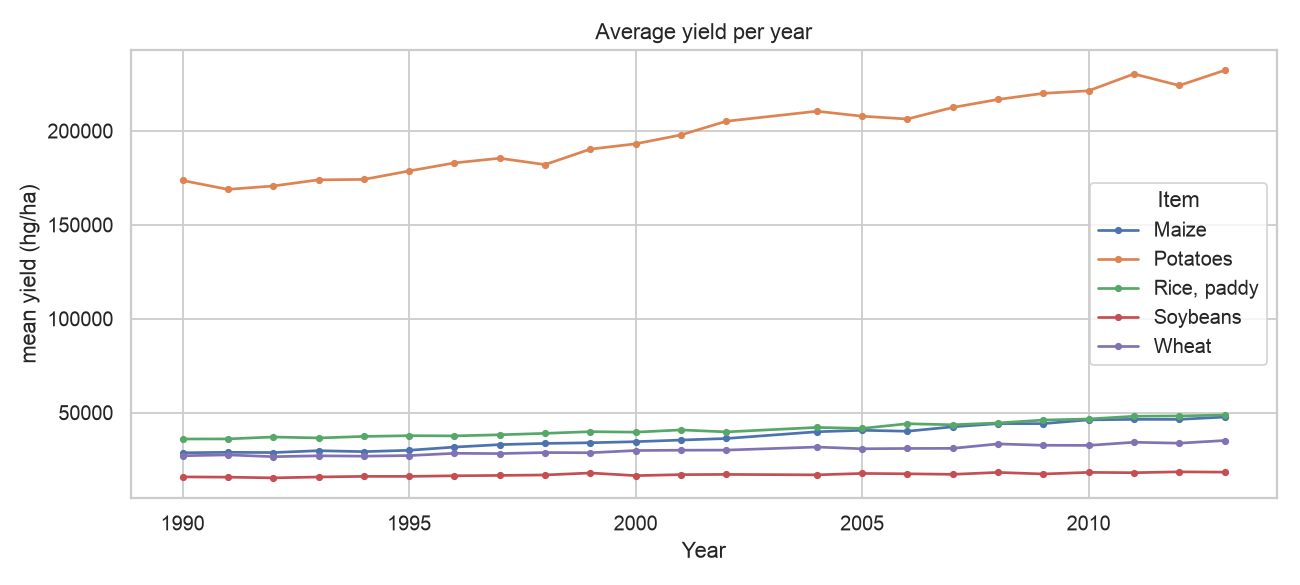 Average yield per year
200000
150000
100000
50000
mean yield (hg/ha)
Item
Maize
Potatoes
Rice, paddy
Soybeans
Wheat
1990
1995
2000
2005
2010
Year